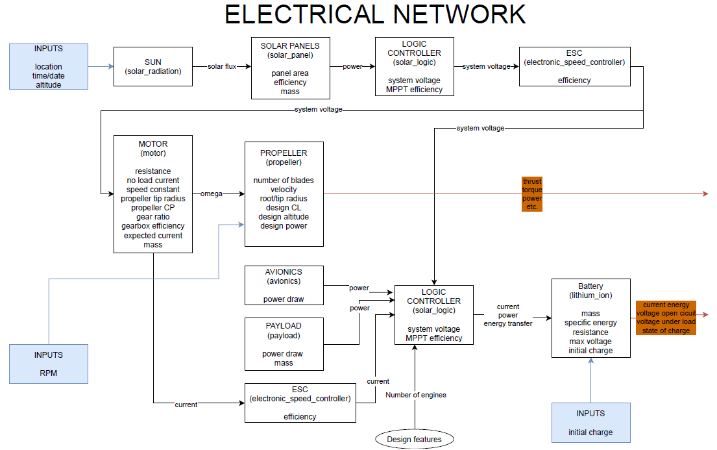 ELECTRICAL NETWORK
INPUTS
location
time/date
altitude
SUN
(solar_radiation)
solar flux
SOLAR PANELS
(solar_panel)
panel area
efficiency
mass
power
LOGIC
CONTROLLER
(solar_logic)
system voltage
MPPT efficiency
system voltage
ESC
(electronic_speed_controller)
efficiency
system voltage
MOTOR
(motor)
resistance
no load current
speed constant
propeller tip radius
propeller CP
gear ratio
gearbox efficiency
expected current
mass
omega
PROPELLER
(propeller)
number of blades
velocity
root/tip radius
design CL
design altitude
design power
thrust
torque
power
etc.
AVIONICS
(avionics)
power draw
power
PAYLOAD
(payload)
power draw
mass
power
LOGIC
CONTROLLER
(solar_logic)
system voltage
MPPT efficiency
current
power
energy transfer
Battery
(lithium_ion)
mass
specific energy
resistance
max voltage
initial charge
current energy
voltage open cicuit
voltage under load
state of charge
INPUTS
RPM
current
ESC
(electronic_speed_controller)
efficiency
current
Number of engines
Design features
INPUTS
initial charge